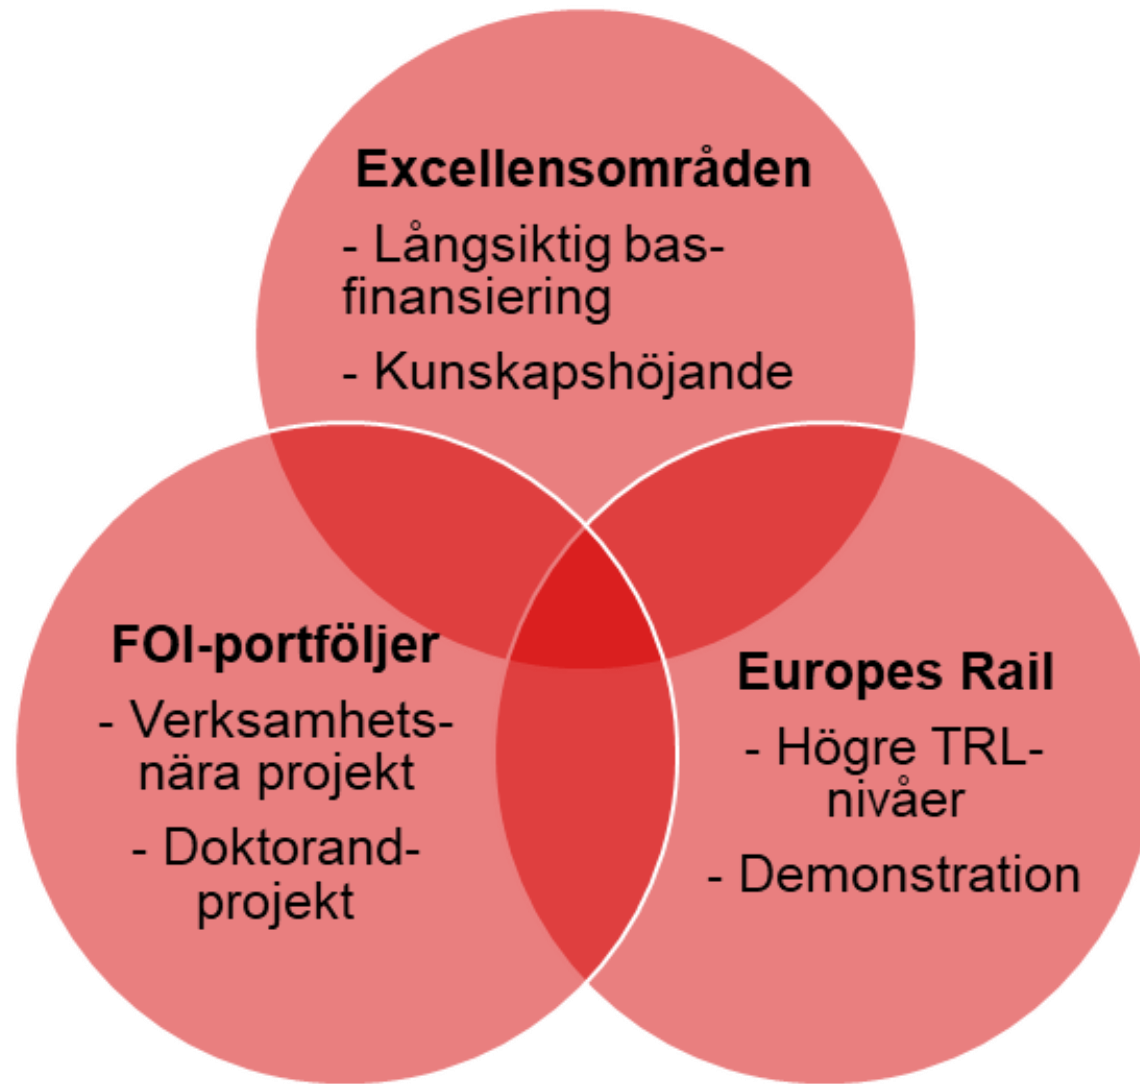 Excellensområden
- Långsiktig bas-
finansiering
- Kunskapshöjande
FOI-portföljer
- Verksamhets-
nära projekt
- Doktorand-
projekt
Europes Rail
- Högre TRL-
nivåer
- Demonstration